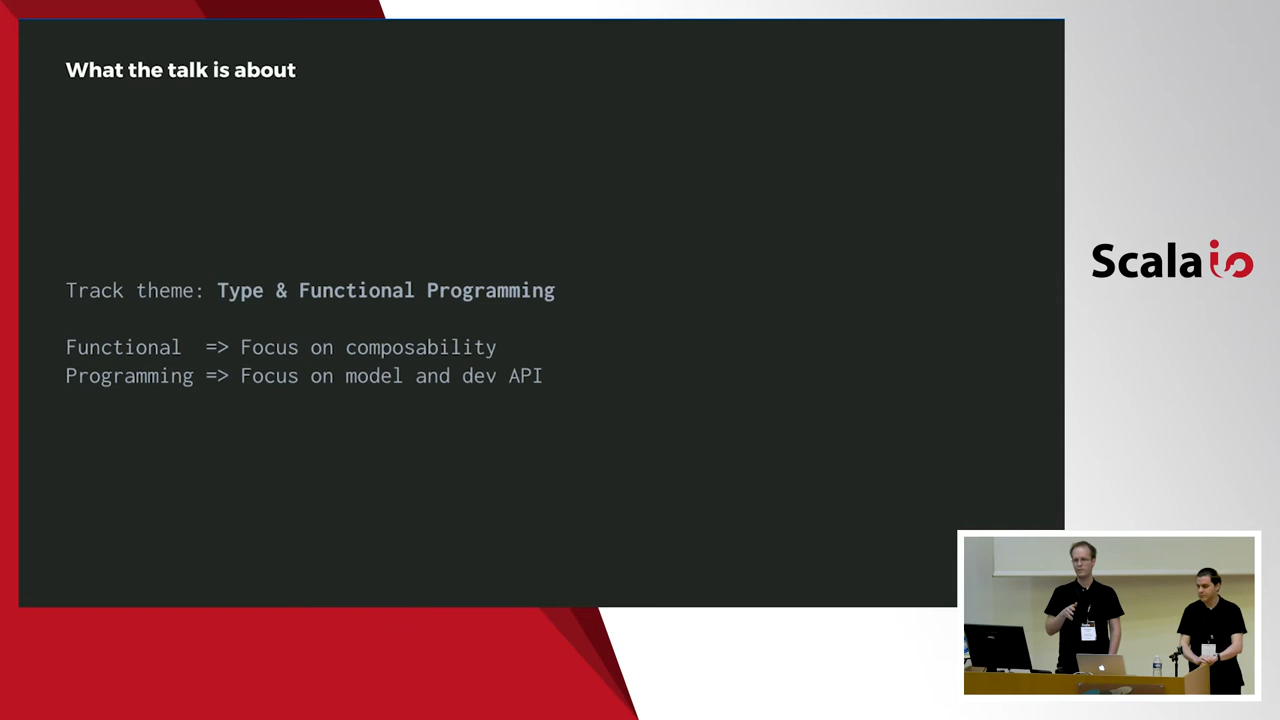 What the talk is about
Track theme: Type & Functional Programming
Functional => Focus on composability
Programming => Focus on model and dev API
Scala io